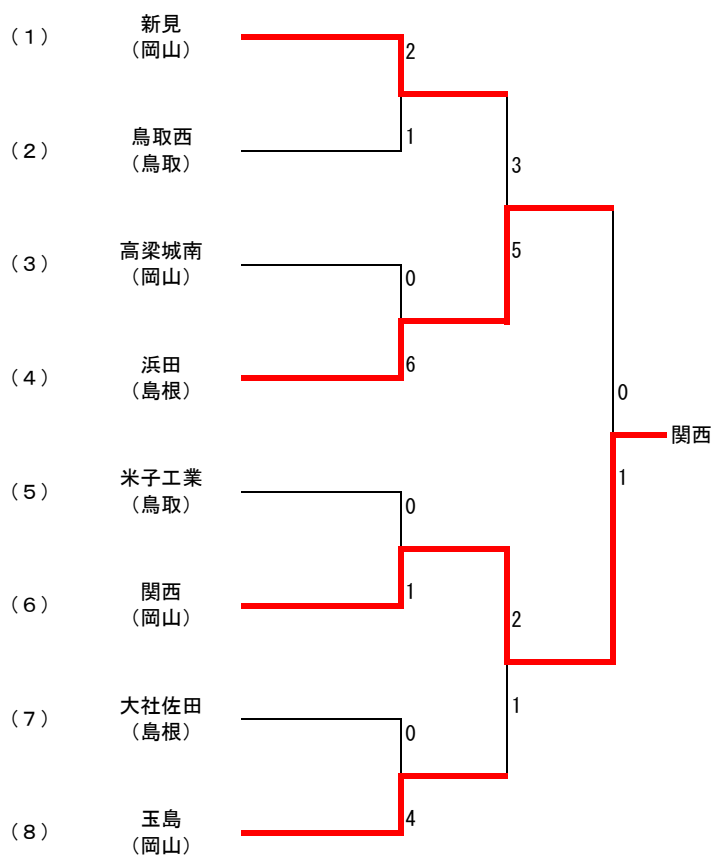 (1)
新見
(岡山)
2
(2)
鳥取西
(鳥取)
1
3
(3)
高梁城南
(岡山)
0
5
(4)
浜田
(島根)
6
0
関西
(5)
米子工業
(鳥取)
0
1
(6)
関西
(岡山)
1
2
(7)
大社佐田
(島根)
0
1
(8)
玉島
(岡山)
4